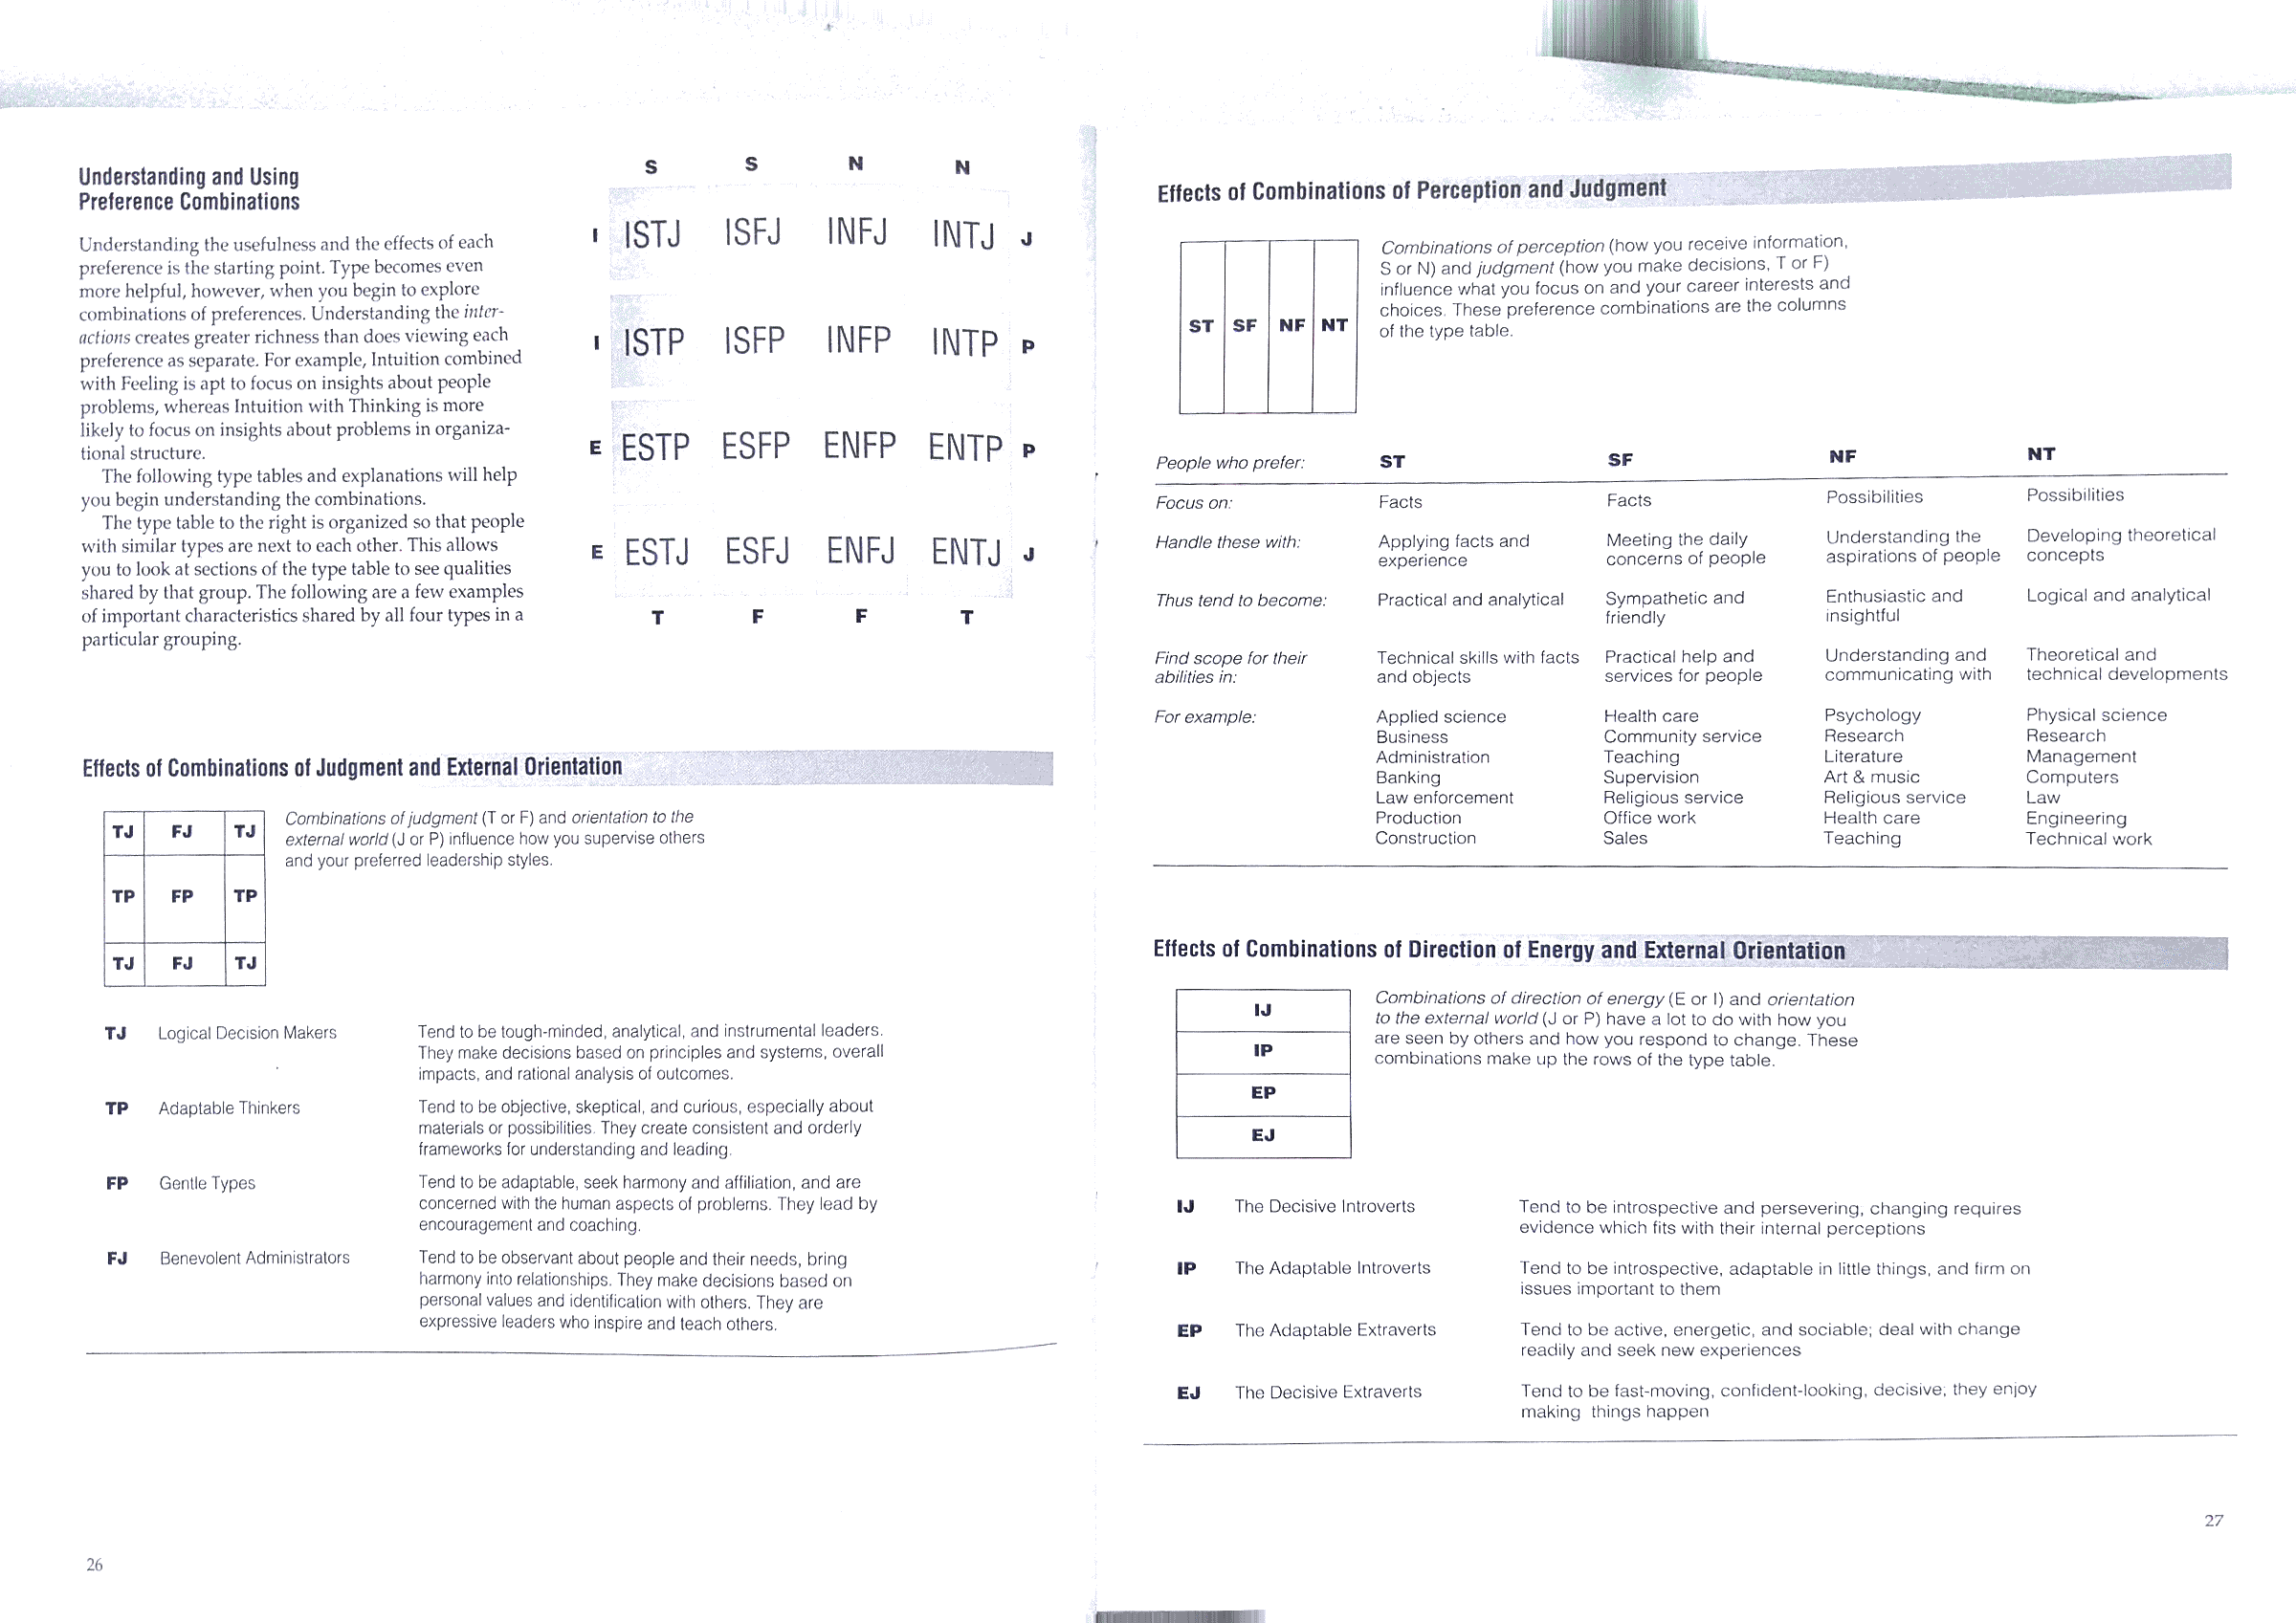 Understanding and Using
Preference Combinations
Understanding the usefulness and the effects of each
preference is the starting point. Type becomes even
more helpful, however, when you begin to explore
combinations of preferences. Understanding the inter-
actions creates greater richness than does viewing each
preference as separate. For example, Intuition combined
with Feeling is apt to focus on insights about people
problems, whereas Intuition with Thinking is more
likely to focus on insights about problems in organiza-
tional structure.
The following type tables and explanations will help
you begin understanding the combinations.
The type table to the right is organized so that people
with similar types are next to each other. This allows
you to look at sections of the type table to see qualities
shared by that group. The following are a few examples
of important characteristics shared by all four types in a
particular grouping.
S S N N
I ISTJ ISFJ INFJ INTJ J
I ISTP ISFP INFP INTP P
E ESTP ESFP ENFP ENTP P
E ESTJ ESFJ ENFJ ENTJ J
T F F T
Effects of Combinations of Judgment and External Orientation
TJ FJ TJ
TP FP TP
TJ FJ TJ
Combinations of judgment (T or F) and orientation to the
external world (J or P) influence how you supervise others
and your preferred leadership styles.
TJ Logical Decision Makers Tend to be tough-minded, analytical, and instrumental leaders.
They make decisions based on principles and systems, overall
impacts, and rational analysis of outcomes.
TP Adaptable Thinkers Tend to be objective, skeptical, and curious, especially about
materials or possibilities. They create consistent and orderly
frameworks for understanding and leading.
FP Gentle Types Tend to be adaptable, seek harmony and affiliation, and are
concerned with the human aspects of problems. They lead by
encouragement and coaching.
FJ Benevolent Administrators Tend to be observant about people and their needs, bring
harmony into relationships. They make decisions based on
personal values and identification with others. They are
expressive leaders who inspire and teach others.
26
Effects of Combinations of Perception and Judgment
ST SF NF NT
Combinations of perception (how you receive information,
S or N) and judgment (how you make decisions, T or F)
influence what you focus on and your career interests and
choices. These preference combinations are the columns
of the type table.
People who prefer: ST SF NF NT
Focus on: Facts Facts Possibilities Possibilities
Handle these with: Applying facts and Meeting the daily Understanding the Developing theoretical
experience concerns of people aspirations of people concepts
Thus tend to become: Practical and analytical Sympathetic and Enthusiastic and Logical and analytical
friendly insightful
Find scope for their Technical skills with facts Practical help and Understanding and Theoretical and
abilities in: and objects services for people communicating with technical developments
For example: Applied science Health care Psychology Physical science
Business Community service Research Research
Administration Teaching Literature Management
Banking Supervision Art & music Computers
Law enforcement Religious service Religious service Law
Production Office work Health care Engineering
Construction Sales Teaching Technical work
Effects of Combinations of Direction of Energy and External Orientation
IJ
IP
EP
EJ
Combinations of direction of energy (E or I) and orientation
to the external world (J or P) have a lot to do with how you
are seen by others and how you respond to change. These
combinations make up the rows of the type table.
IJ The Decisive Introverts Tend to be introspective and persevering, changing requires
evidence which fits with their internal perceptions
IP The Adaptable Introverts Tend to be introspective, adaptable in little things, and firm on
issues important to them
EP The Adaptable Extraverts Tend to be active, energetic, and sociable; deal with change
readily and seek new experiences
EJ The Decisive Extraverts Tend to be fast-moving, confident-looking, decisive; they enjoy
making things happen
27